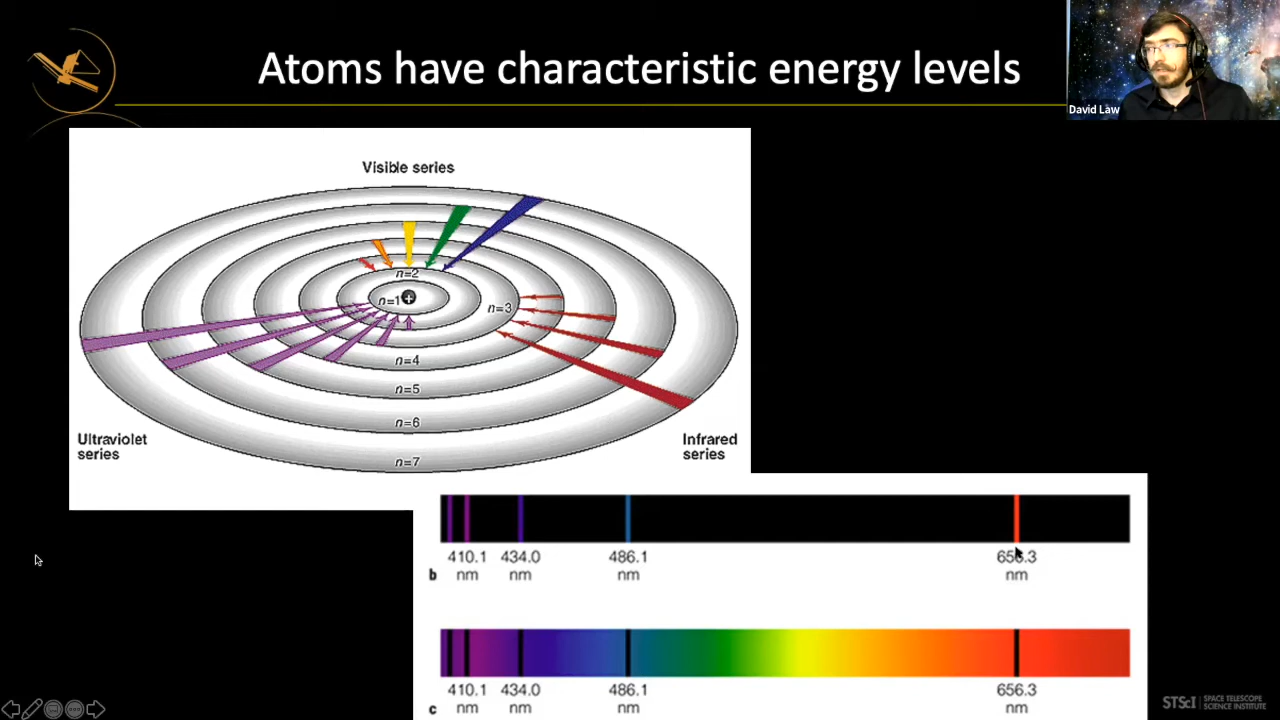 Atoms have characteristic energy levels
David Law
Visible series
n=2
n=1
+
n=3
n=4
n=5
n=6
n=7
Ultraviolet
series
Infrared
series
410.1 434.0 486.1 656.3
nm nm nm nm
b
410.1 434.0 486.1 656.3
nm nm nm nm
c
STScI | SPACE TELESCOPE
SCIENCE INSTITUTE